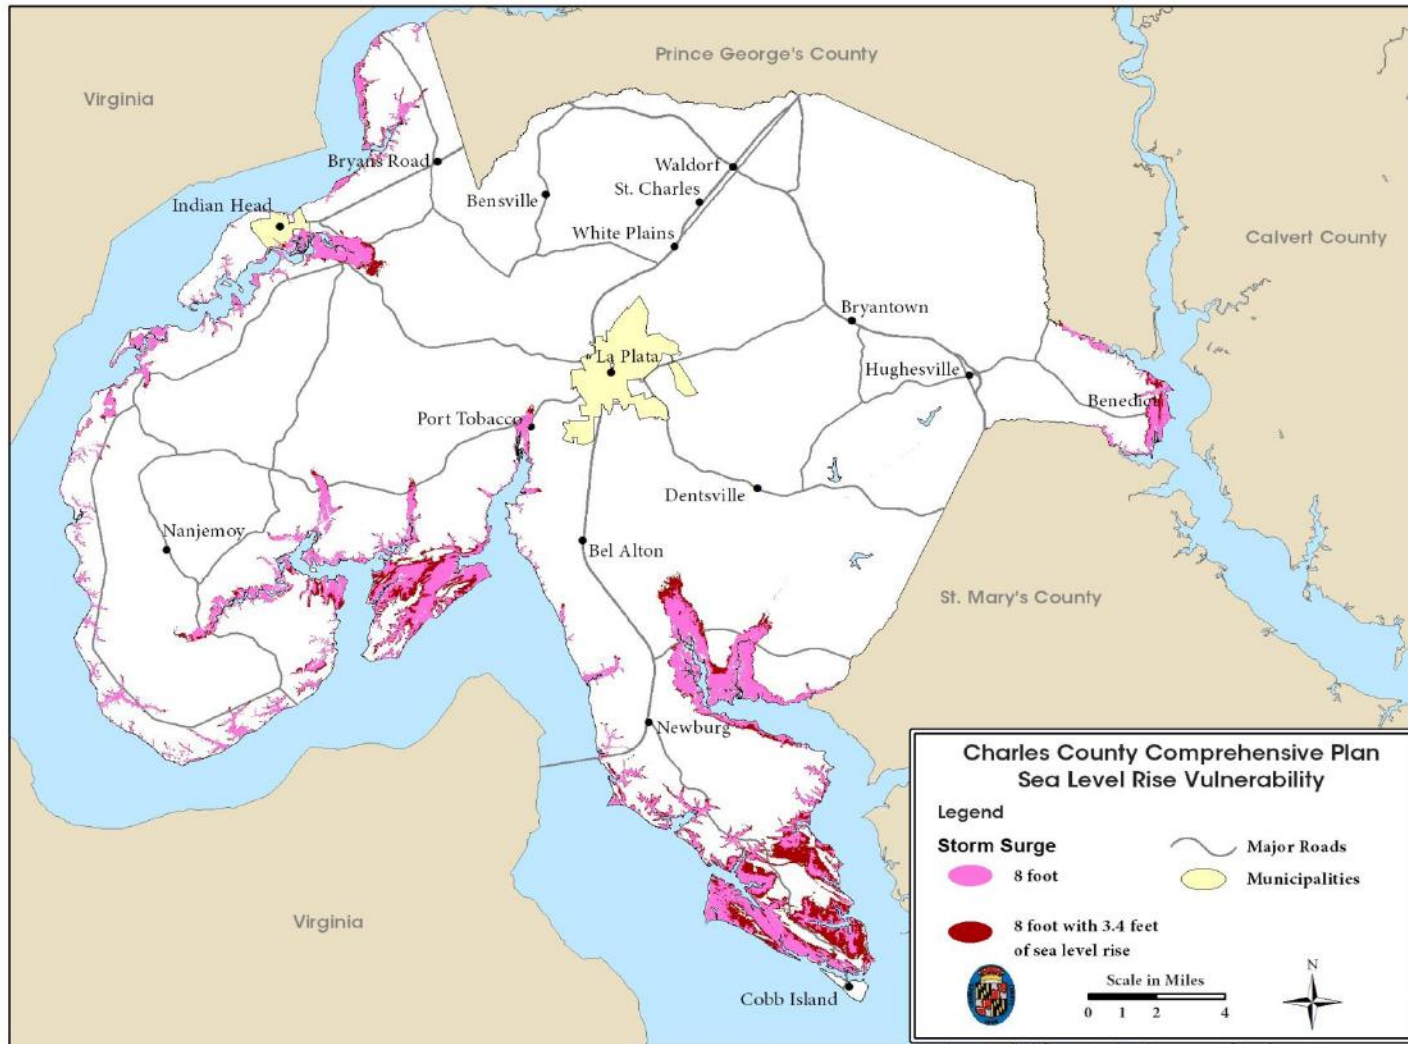 Prince George's County
Virginia
Bryans Road
Waldorf
St. Charles
Bensville
Indian Head
White Plains
Calvert County
Bryantown
La Plata
Hughesville
Benedict
Port Tobacco
Dentsville
Nanjemoy
Bel Alton
St. Mary's County
Newburg
Virginia
Cobb Island
Charles County Comprehensive Plan
Sea Level Rise Vulnerability
Legend
Storm Surge
8 foot
8 foot with 3.4 feet
of sea level rise
Major Roads
Municipalities
Scale in Miles
0 1 2 4
N